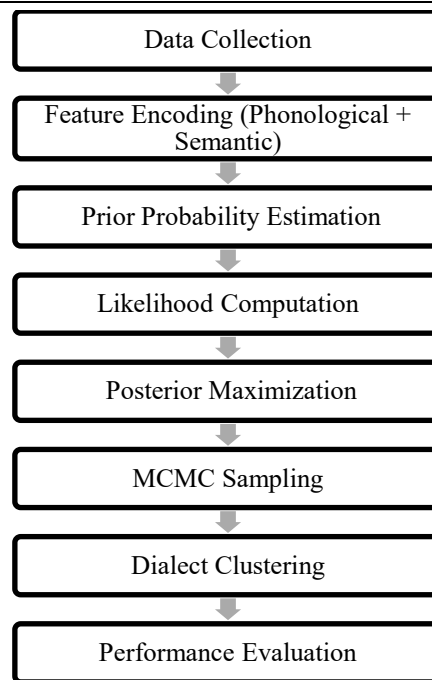 Data Collection
Feature Encoding (Phonological +
Semantic)
Prior Probability Estimation
Likelihood Computation
Posterior Maximization
MCMC Sampling
Dialect Clustering
Performance Evaluation